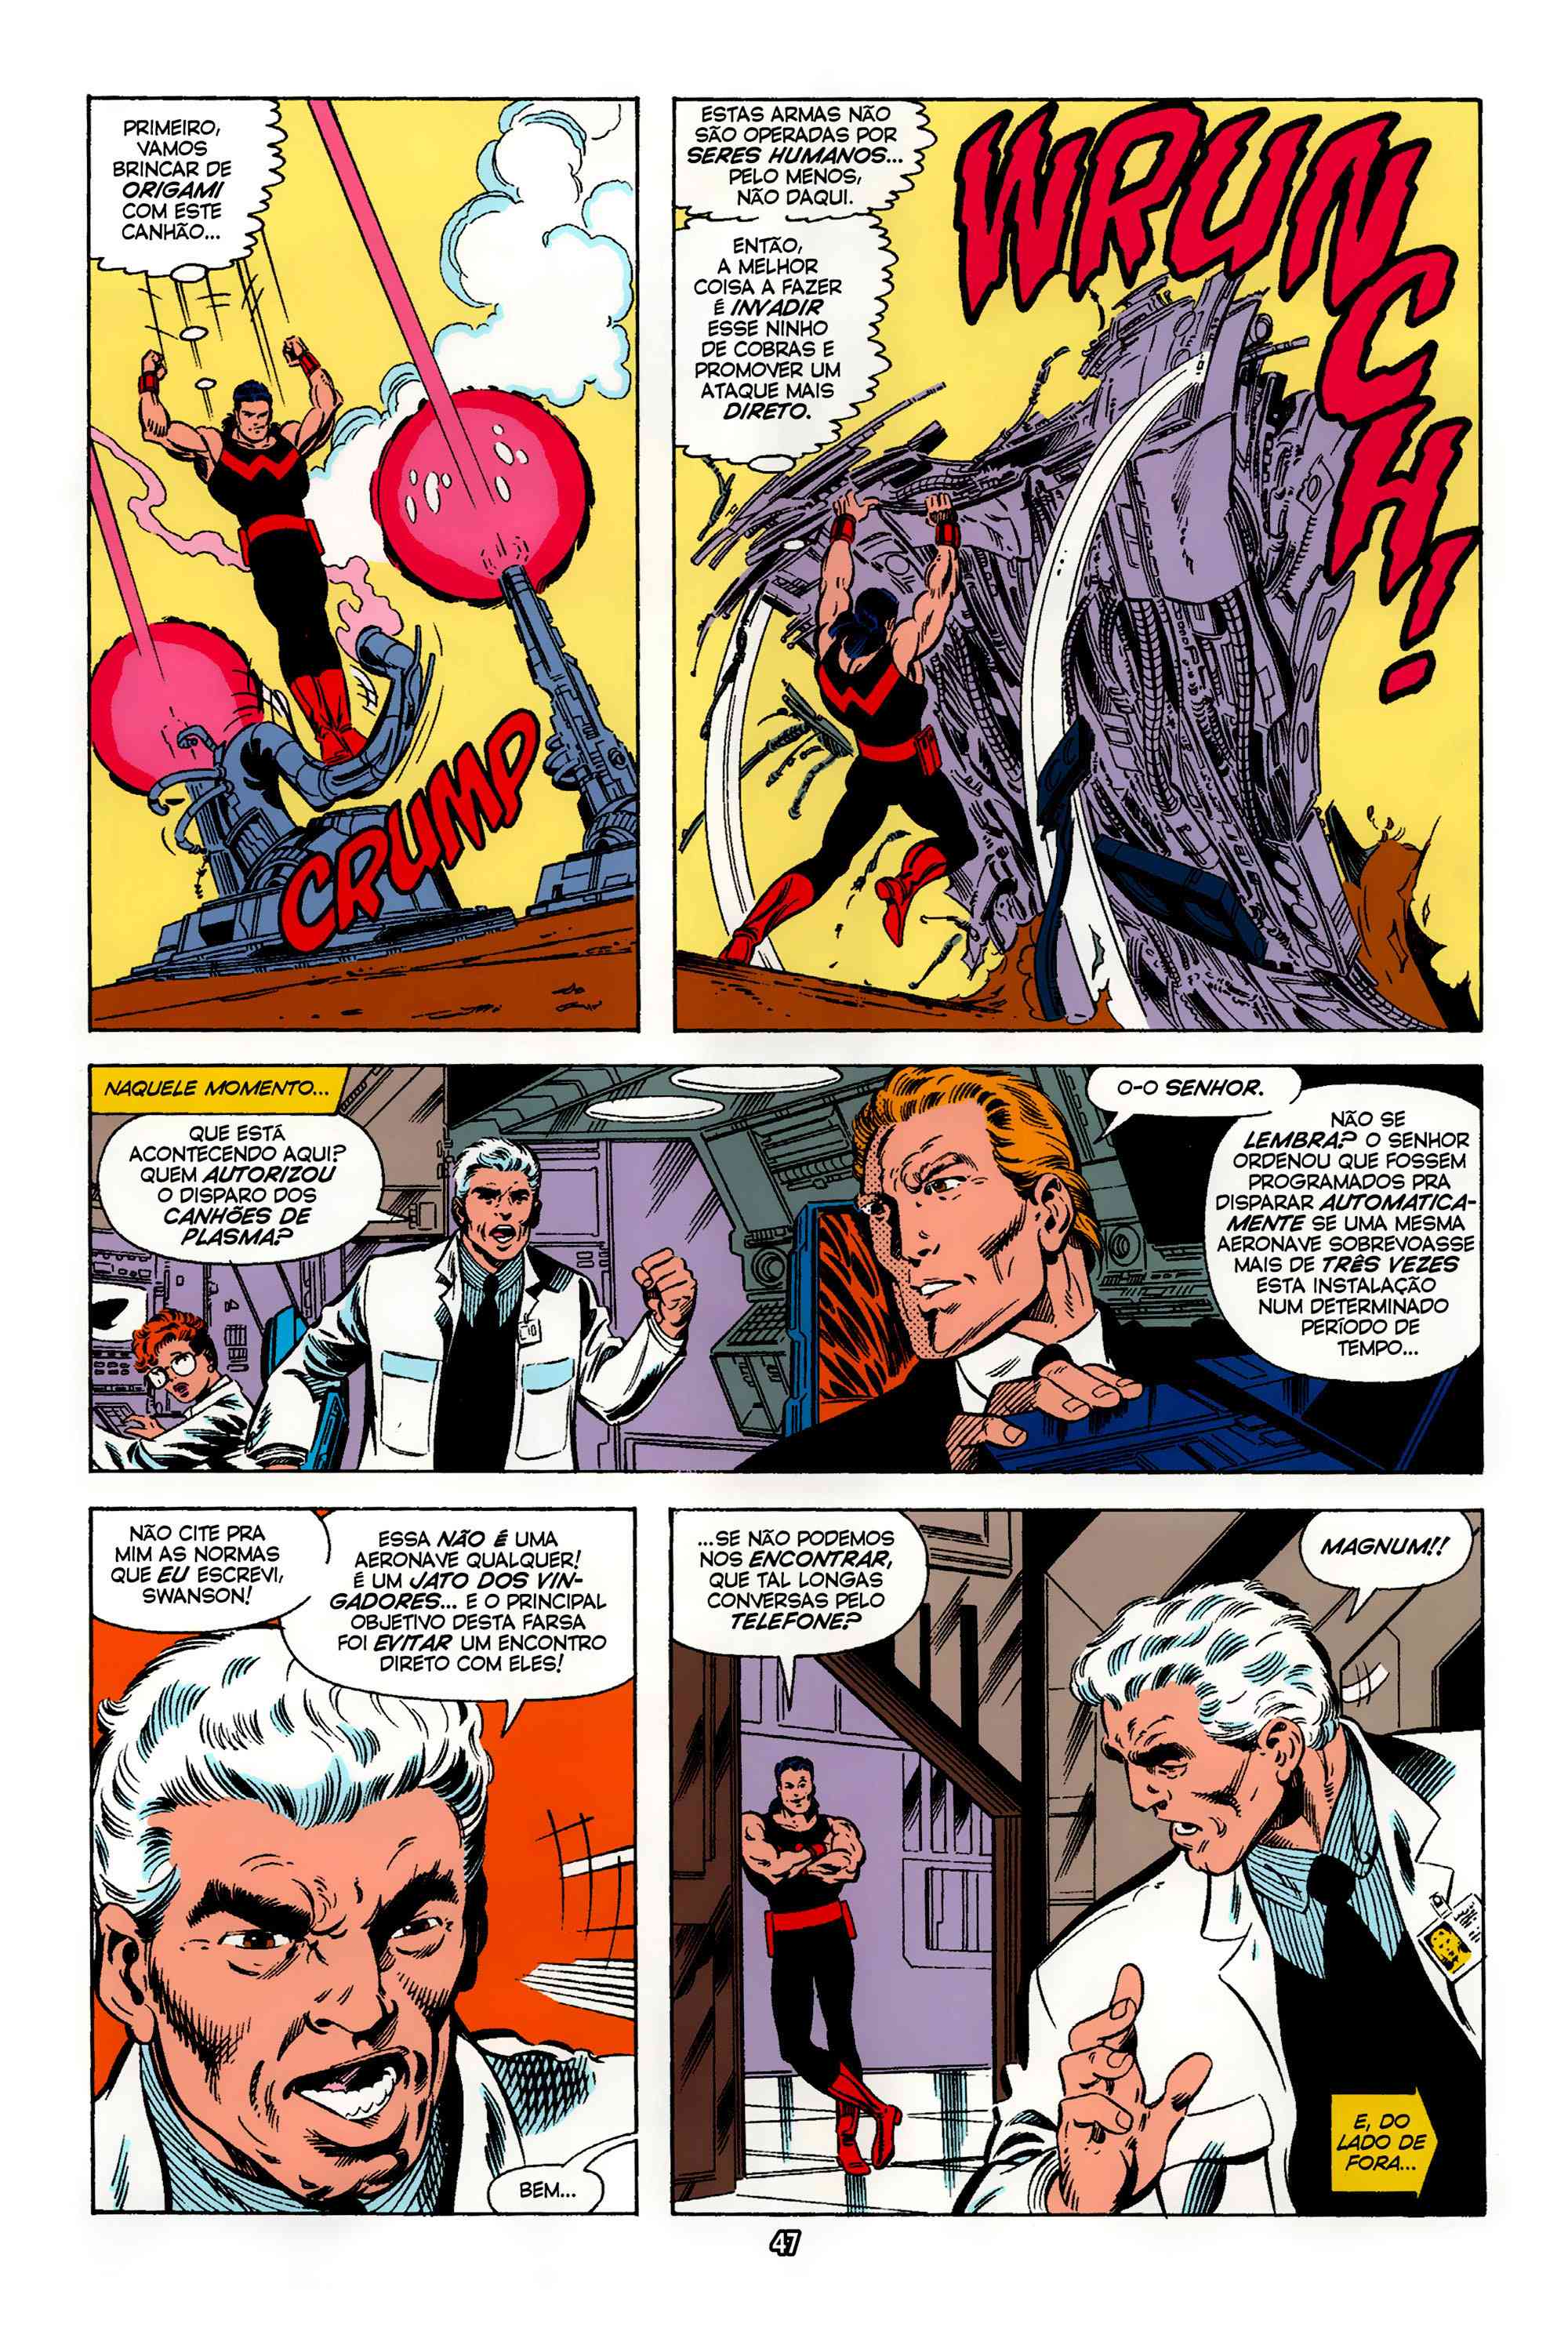 PRIMEIRO,
VAMOS
BRINCAR DE
ORIGAMI
COM ESTE
CANHÃO...
CRUMP
ESTAS ARMAS NÃO
SÃO OPERADAS POR
SERES HUMANOS...
PELO MENOS,
NÃO DAQUI.
ENTÃO,
A MELHOR
COISA A FAZER
É INVADIR
ESSE NINHO
DE COBRAS E
PROMOVER UM
ATAQUE MAIS
DIRETO.
WRUNCH!
NAQUELE MOMENTO...
QUE ESTÁ
ACONTECENDO AQUI?
QUEM AUTORIZOU
O DISPARO DOS
CANHÕES DE
PLASMA?
O-O SENHOR.
NÃO SE
LEMBRA? O SENHOR
ORDENOU QUE FOSSEM
PROGRAMADOS PRA
DISPARAR AUTOMATICA-
MENTE SE UMA MESMA
AERONAVE SOBREVOASSE
MAIS DE TRÊS VEZES
ESTA INSTALAÇÃO
NUM DETERMINADO
PERÍODO DE
TEMPO...
NÃO CITE PRA
MIM AS NORMAS
QUE EU ESCREVI,
SWANSON!
ESSA NÃO É UMA
AERONAVE QUALQUER!
É UM JATO DOS VIN-
GADORES... E O PRINCIPAL
OBJETIVO DESTA FARSA
FOI EVITAR UM ENCONTRO
DIRETO COM ELES!
BEM...
...SE NÃO PODEMOS
NOS ENCONTRAR,
QUE TAL LONGAS
CONVERSAS PELO
TELEFONE?
MAGNUM!!
E, DO
LADO DE
FORA...
47